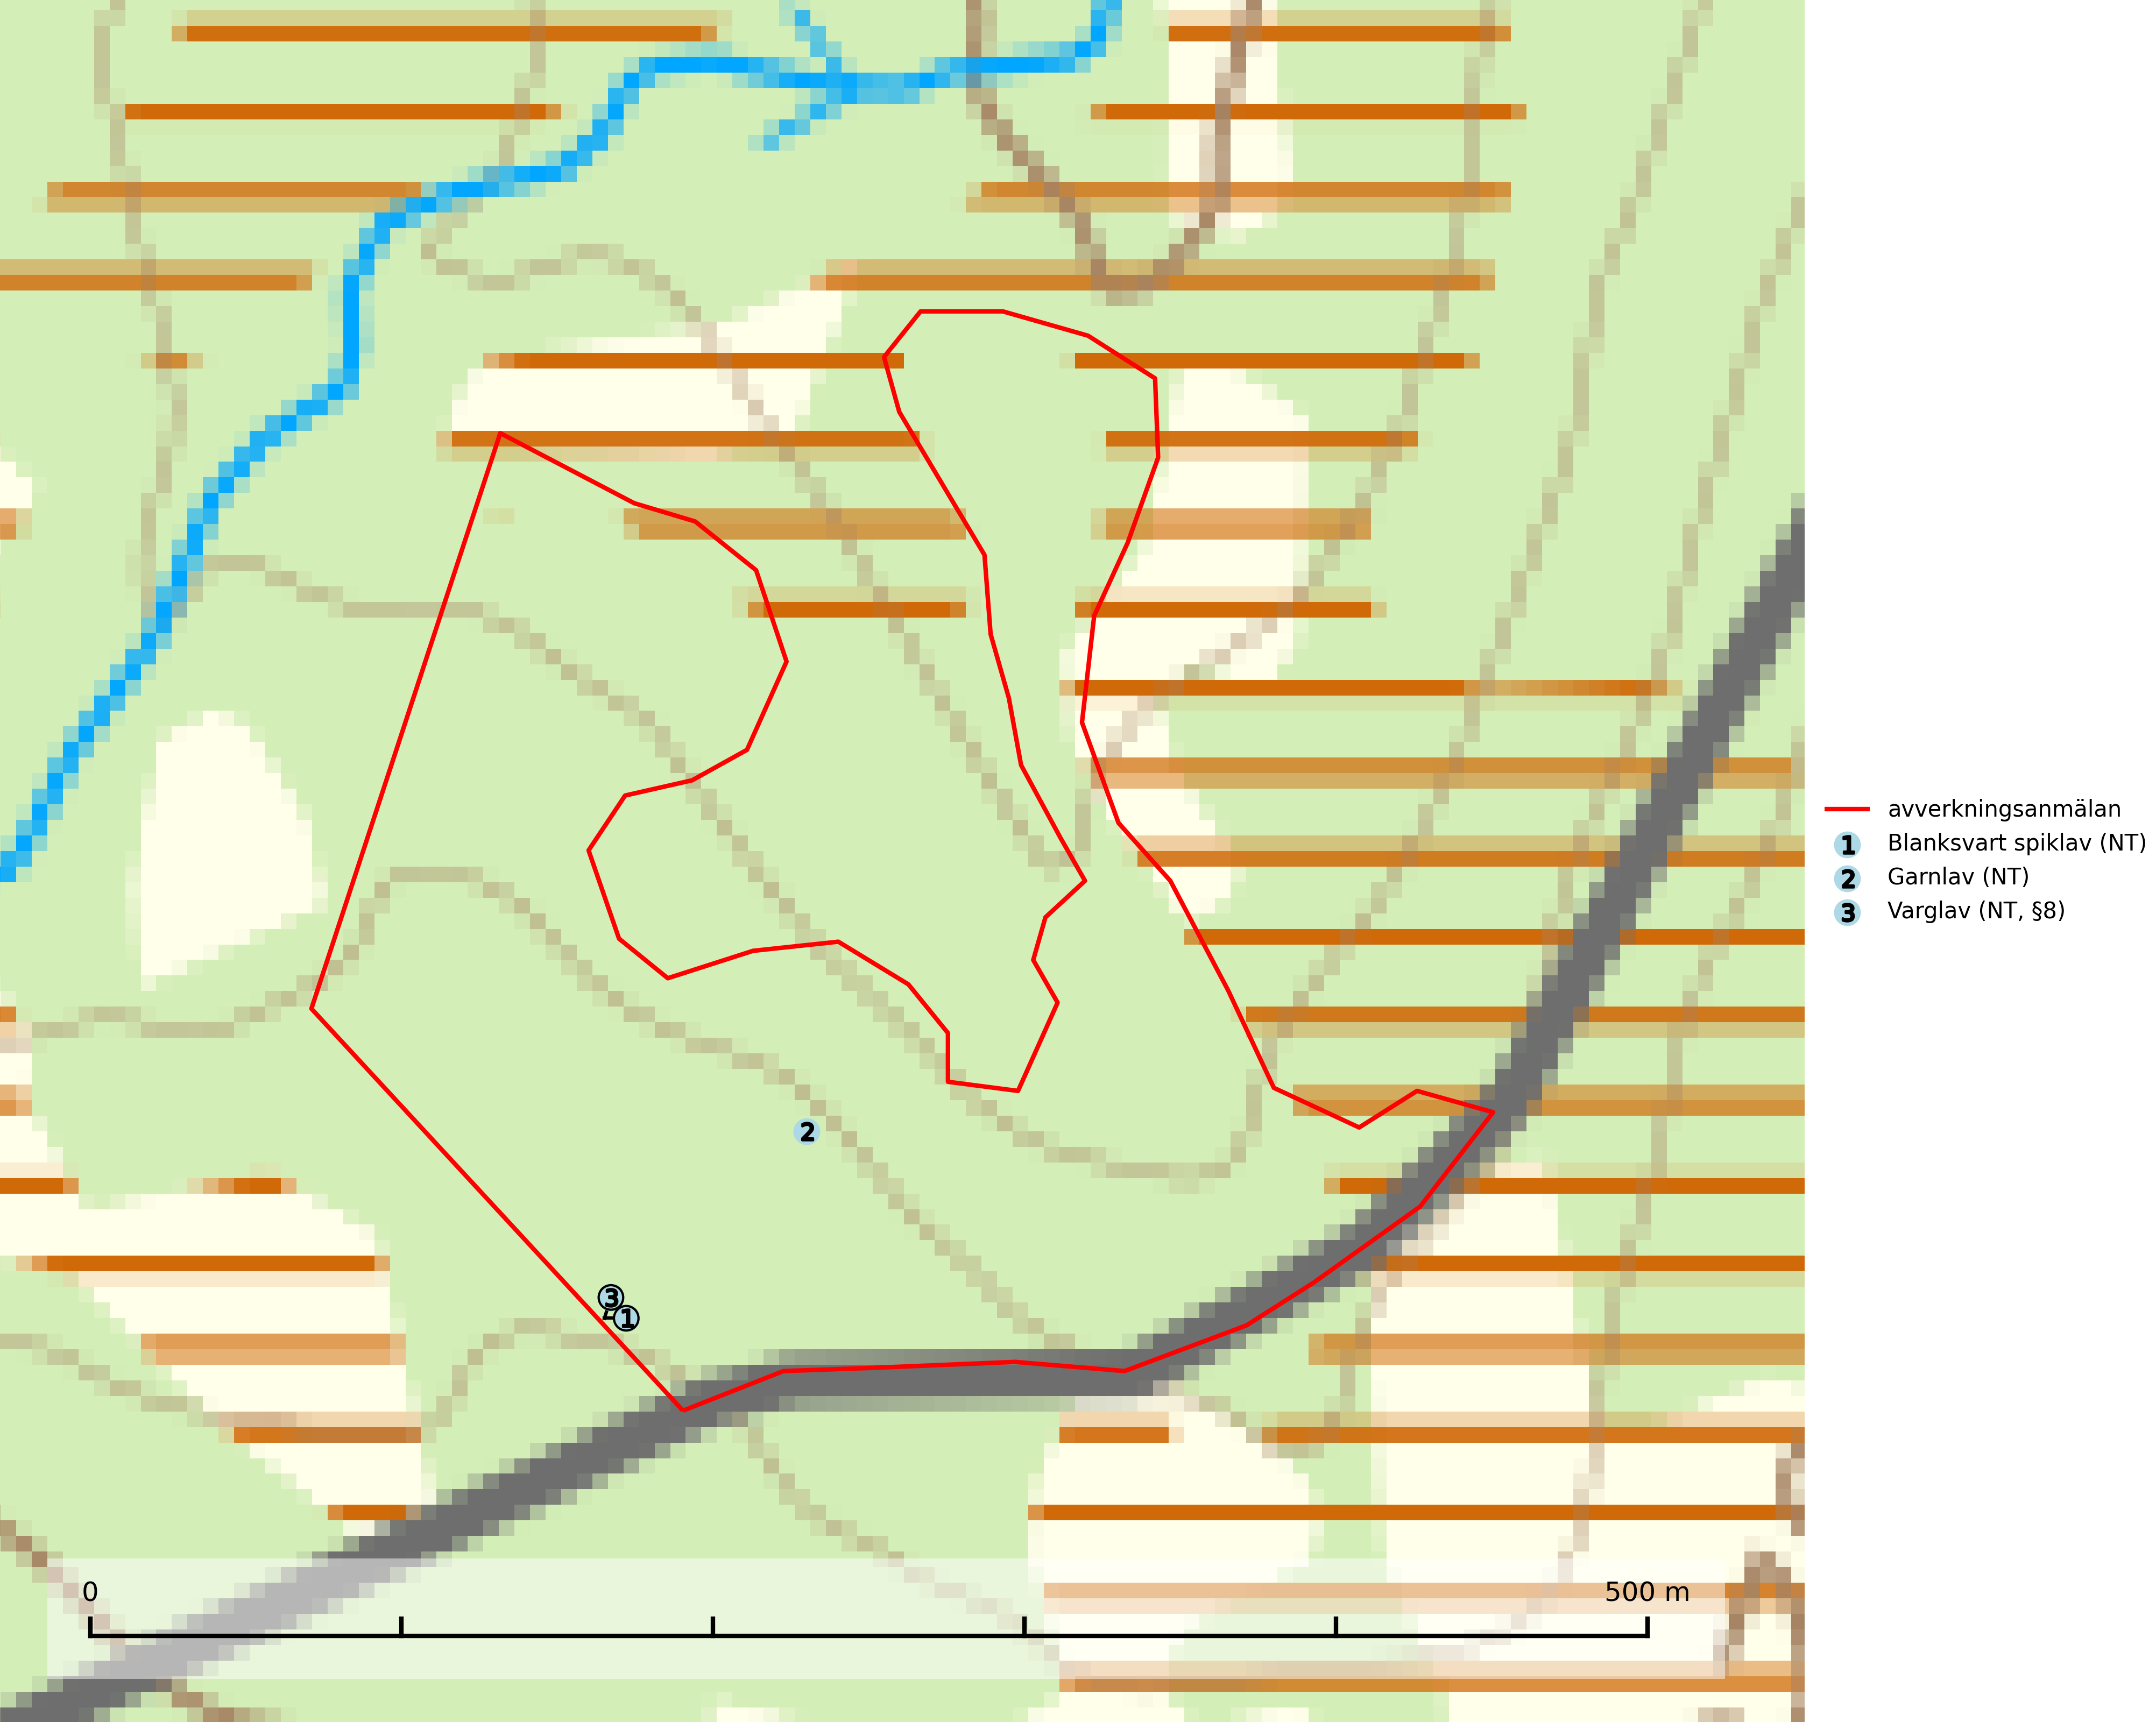 avverkningsanmälan
1 Blanksvart spiklav (NT)
2 Garnlav (NT)
3 Varglav (NT, §8)
2
3
1
0 500 m